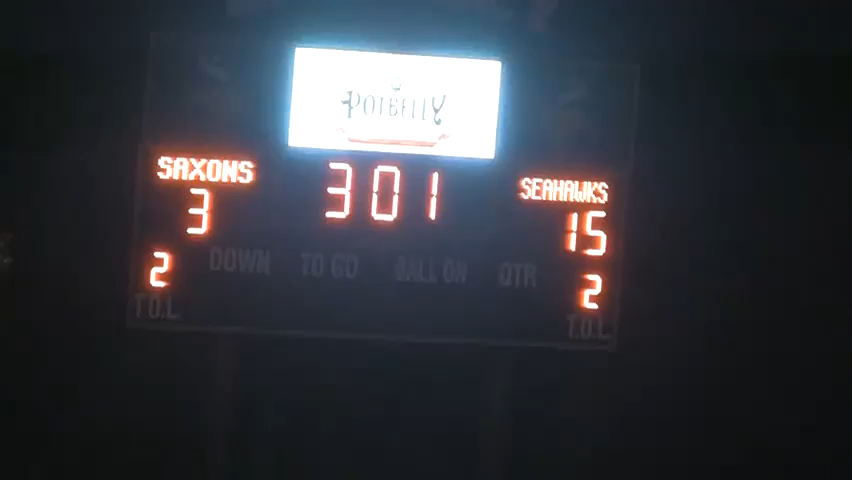 POTBELLY
SAXONS 301 SEAHAWKS
3 15
2 DOWN TO GO BALL ON QTR 2
T.O.L. T.O.L.